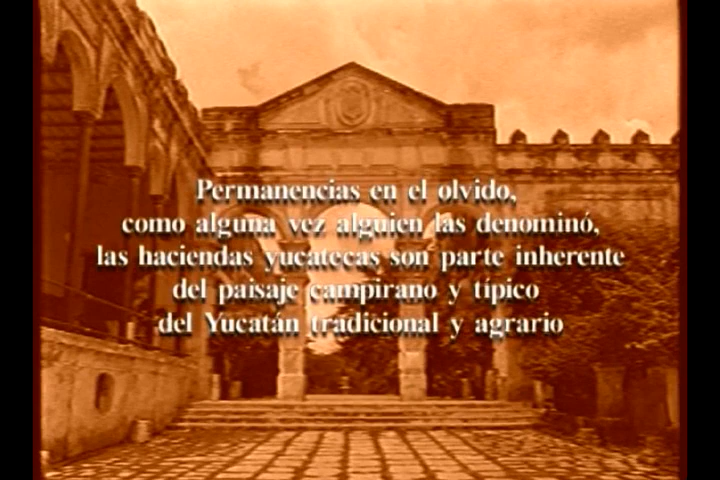 Permanencias en el olvido,
como alguna vez alguien las denominó,
las haciendas yucatecas son parte inherente
del paisaje campirano y típico
del Yucatán tradicional y agrario